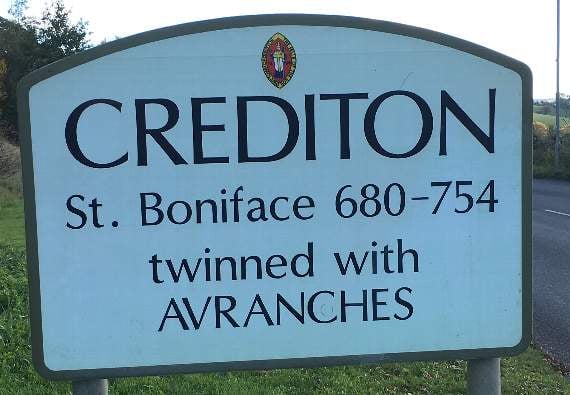 CREDITON
St. Boniface 680-754
twinned with
AVRANCHES